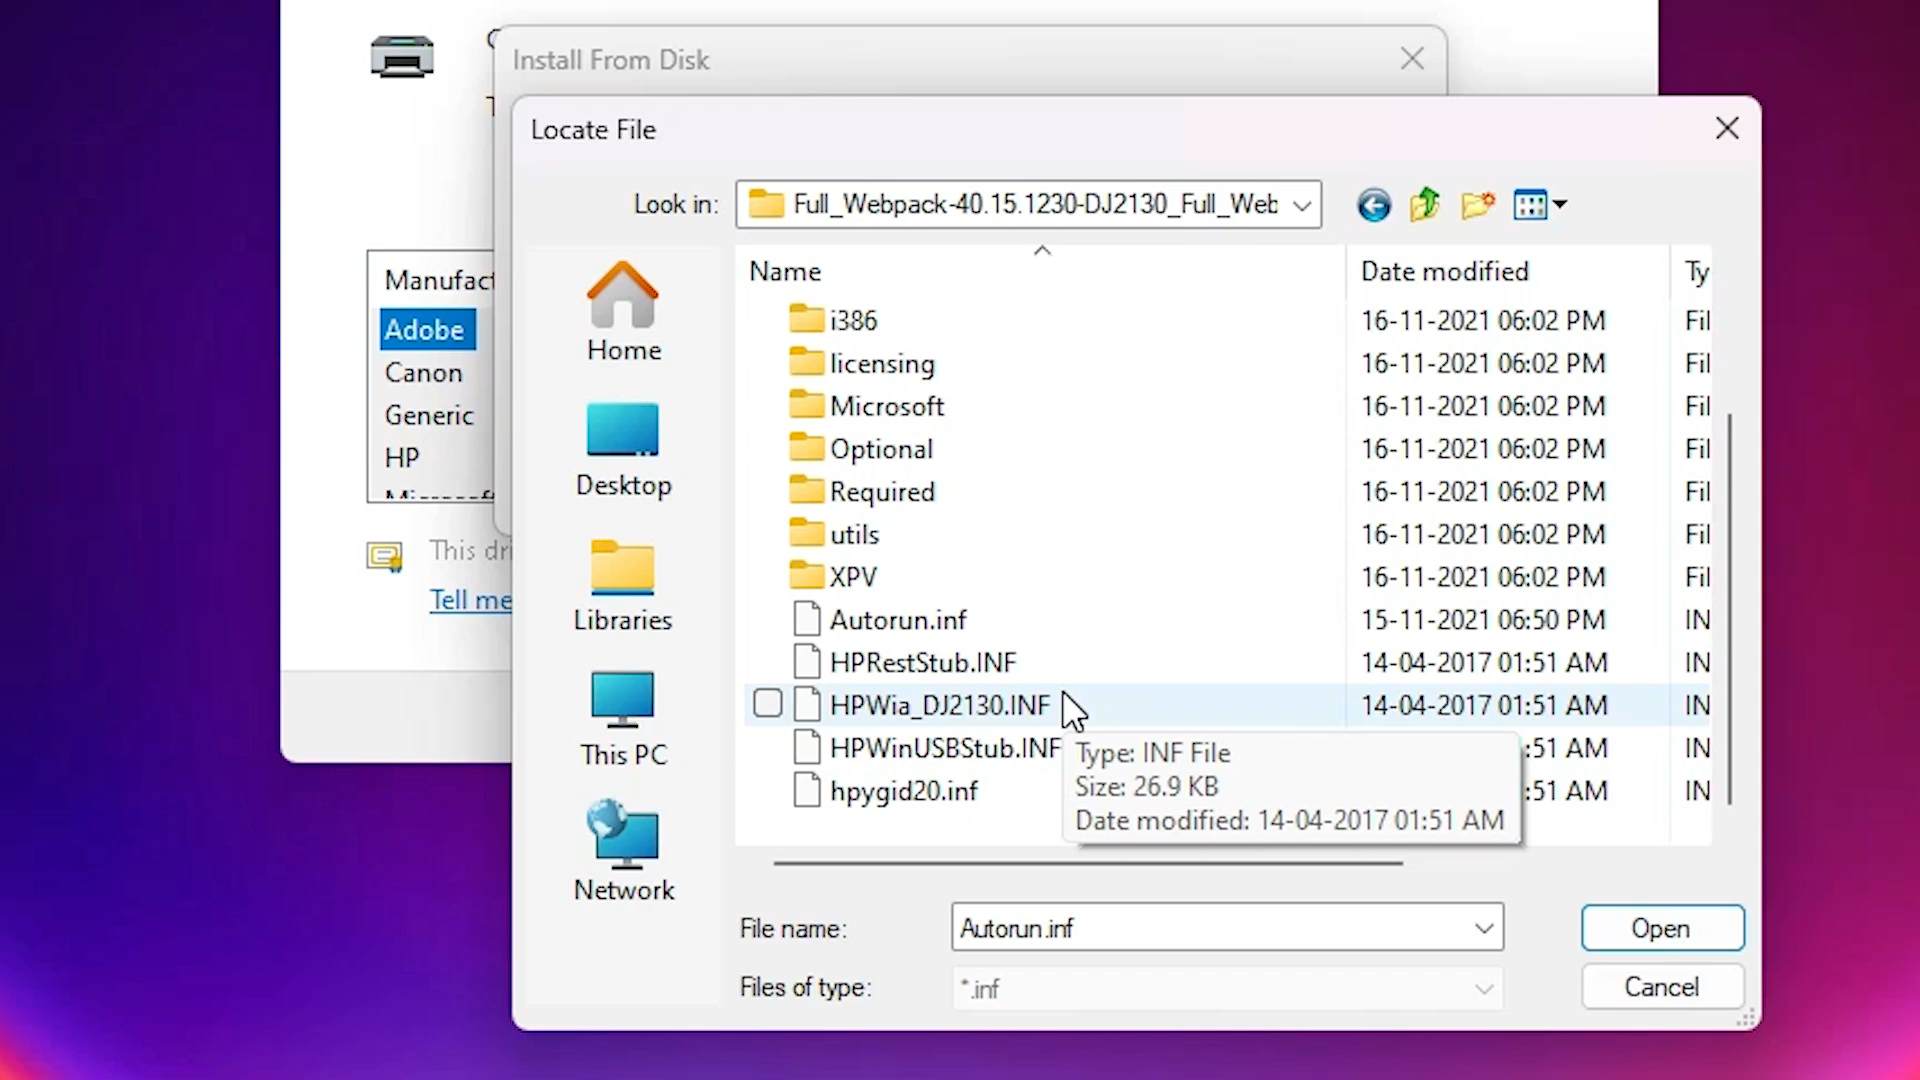 Install From Disk
Locate File
Look in:
Full_Webpack-40.15.1230-DJ2130_Full_Web
Name
Date modified
Ty
Manufact
Adobe
Canon
Generic
HP
This dri
Tell me
Home
Desktop
Libraries
This PC
Network
i386 16-11-2021 06:02 PM Fil
licensing 16-11-2021 06:02 PM Fil
Microsoft 16-11-2021 06:02 PM Fil
Optional 16-11-2021 06:02 PM Fil
Required 16-11-2021 06:02 PM Fil
utils 16-11-2021 06:02 PM Fil
XPV 16-11-2021 06:02 PM Fil
Autorun.inf 15-11-2021 06:50 PM IN
HPRestStub.INF 14-04-2017 01:51 AM IN
HPWia_DJ2130.INF 14-04-2017 01:51 AM IN
HPWinUSBStub.INF :51 AM IN
hpygid20.inf :51 AM IN
Type: INF File
Size: 26.9 KB
Date modified: 14-04-2017 01:51 AM
File name: Autorun.inf
Open
Files of type: *.inf
Cancel